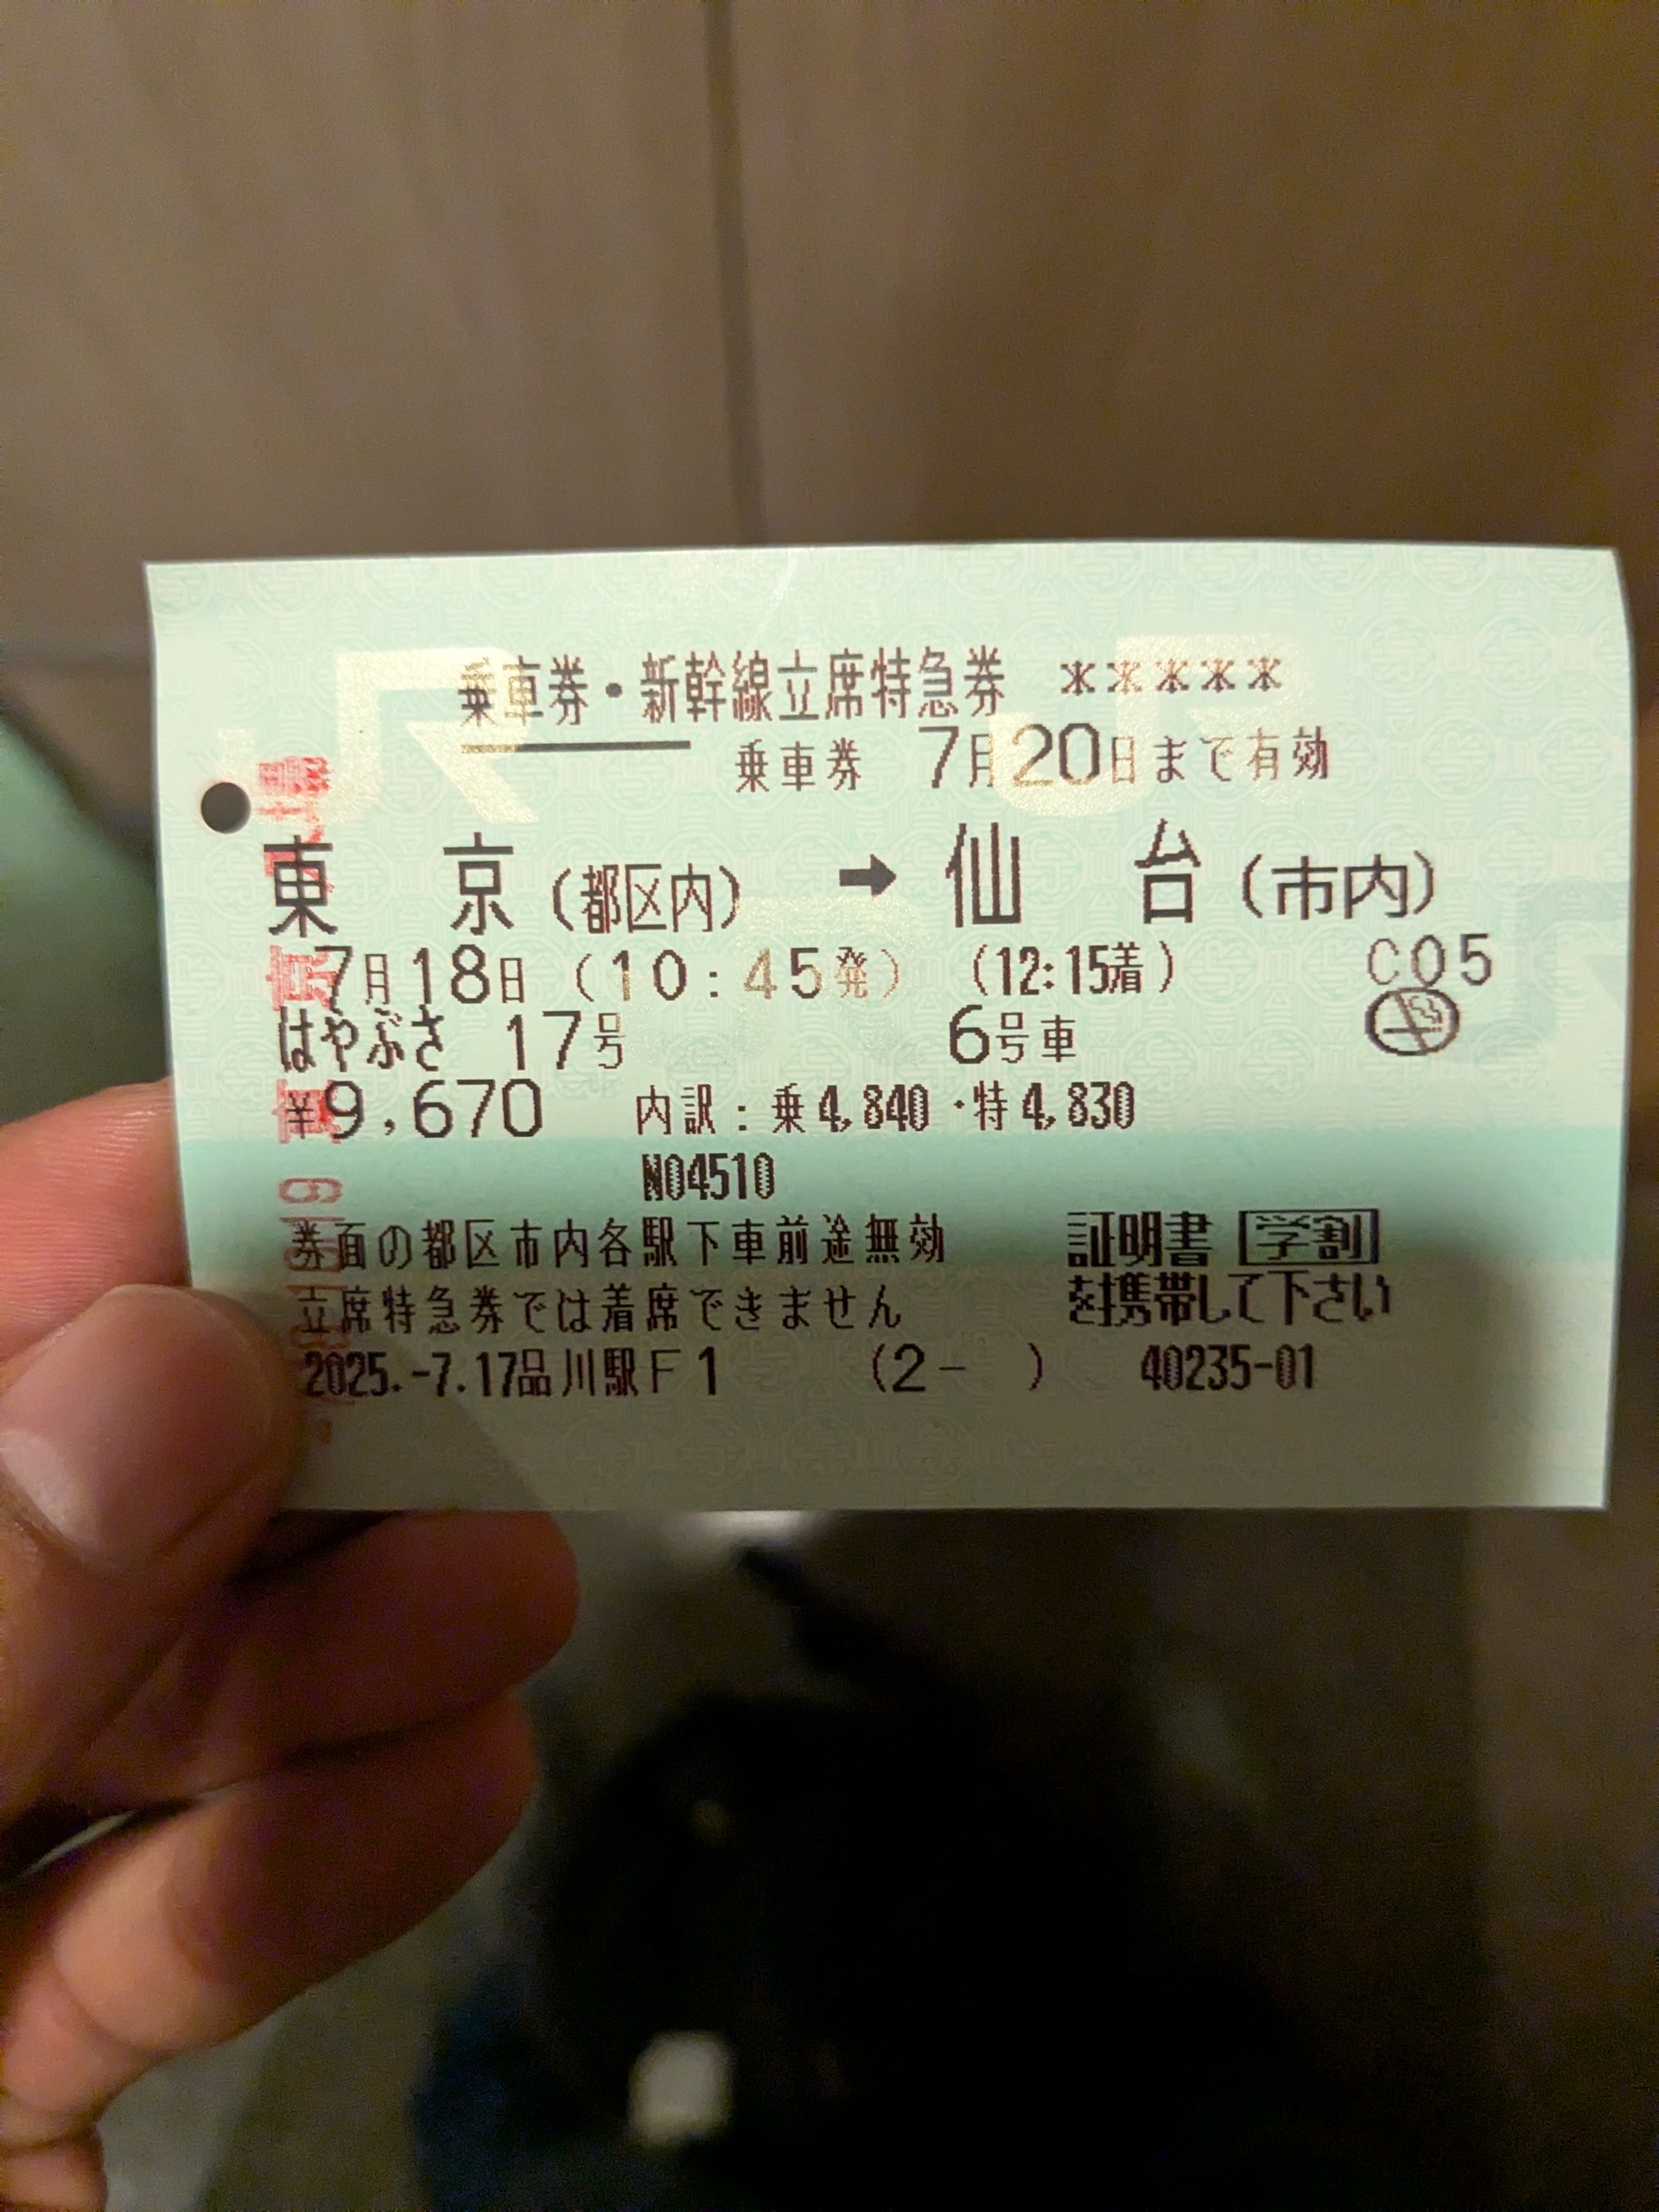 乗車券・新幹線立席特急券 *****
乗車券 7月20日まで有効
東京(都区内) ➡ 仙台(市内)
7月18日 (10:45発) (12:15着) C05
はやぶさ 17号 6号車
¥9,670 内訳:乗4,840・特4,830
N04510
券面の都区市内各駅下車前途無効 証明書 学割
立席特急券では着席できません を携帯して下さい
2025.-7.17品川駅F1 (2- ) 40235-01
JR